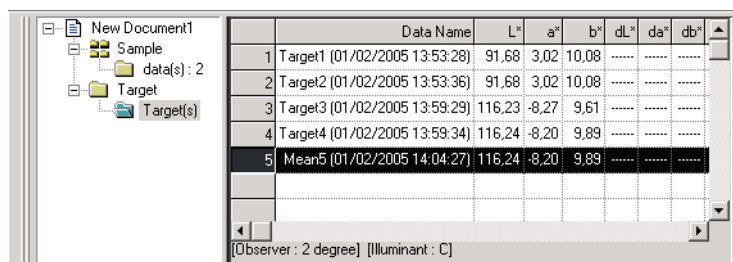 New Document1
Sample
data(s) : 2
Target
Target(s)
Data Name L* a* b* dL* da* db*
1 Target1 (01/02/2005 13:53:28) 91,68 3,02 10,08 ----- ----- -----
2 Target2 (01/02/2005 13:53:36) 91,68 3,02 10,08 ----- ----- -----
3 Target3 (01/02/2005 13:59:29) 116,23 -8,27 9,61 ----- ----- -----
4 Target4 (01/02/2005 13:59:34) 116,24 -8,20 9,89 ----- ----- -----
5 Mean5 (01/02/2005 14:04:27) 116,24 -8,20 9,89 ----- ----- -----
[Observer : 2 degree] [Illuminant : C]